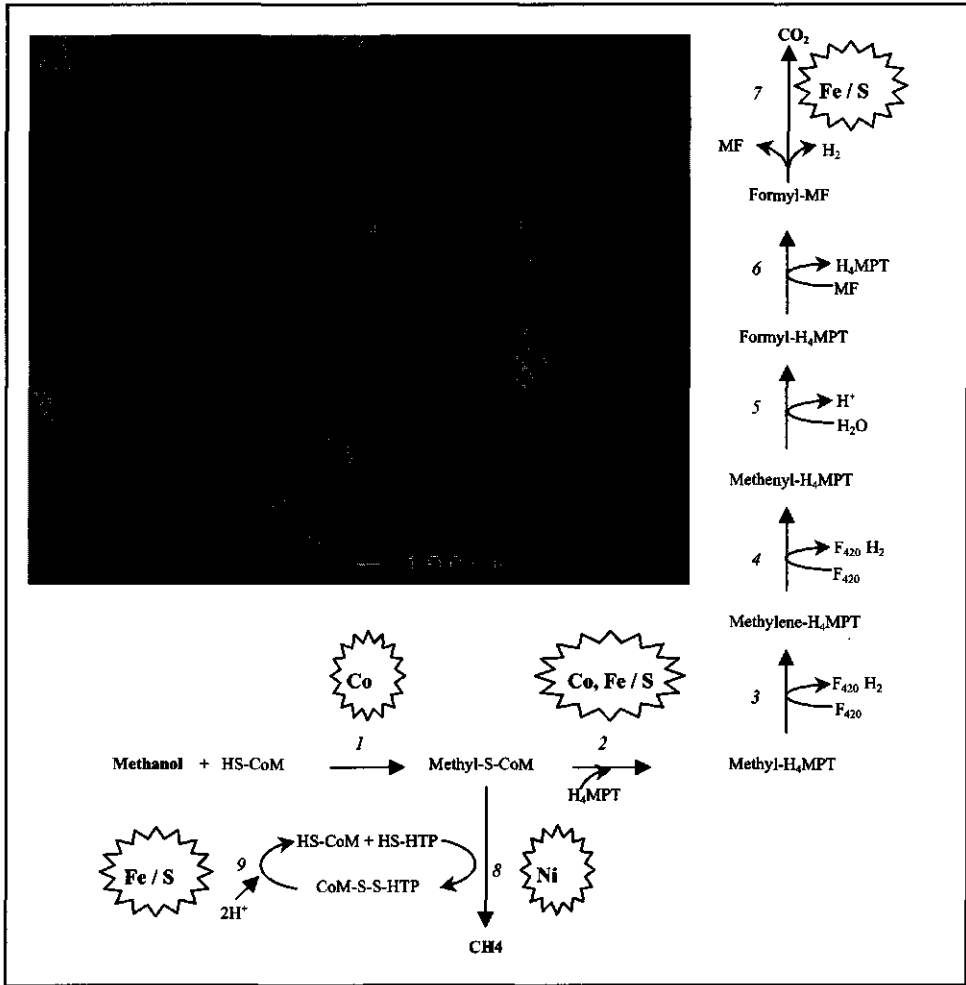 CO₂
7
Fe / S
MF
H₂
Formyl-MF
6
H₄MPT
MF
Formyl-H₄MPT
5
H⁺
H₂O
Methenyl-H₄MPT
4
F₄₂₀ H₂
F₄₂₀
Methylene-H₄MPT
3
F₄₂₀ H₂
F₄₂₀
Methyl-H₄MPT
Co
Co, Fe / S
1
2
Methanol + HS-CoM
Methyl-S-CoM
H₄MPT
HS-CoM + HS-HTP
9
Fe / S
CoM-S-S-HTP
2H⁺
8
Ni
CH4